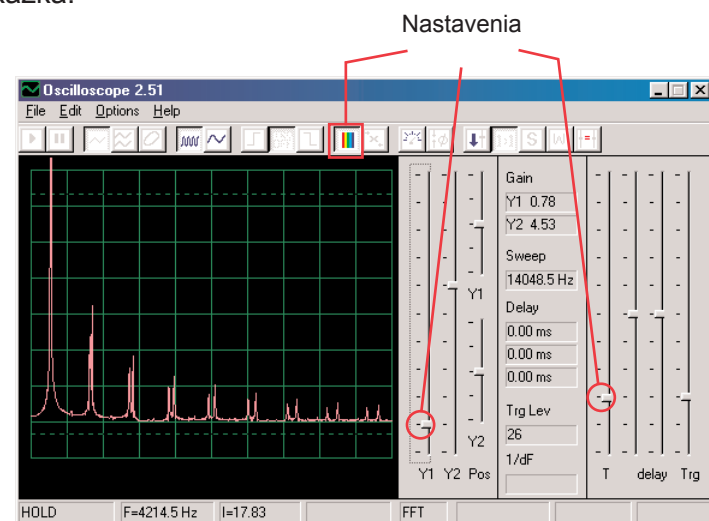 Nastavenia
Oscilloscope 2.51
File Edit Options Help
Gain
Y1 0.78
Y2 4.53
Sweep
14048.5 Hz
Delay
0.00 ms
0.00 ms
0.00 ms
Trg Lev
26
1/dF
Y1
Y2
Y1 Y2 Pos
T delay Trg
HOLD F=4214.5 Hz I=17.83 FFT